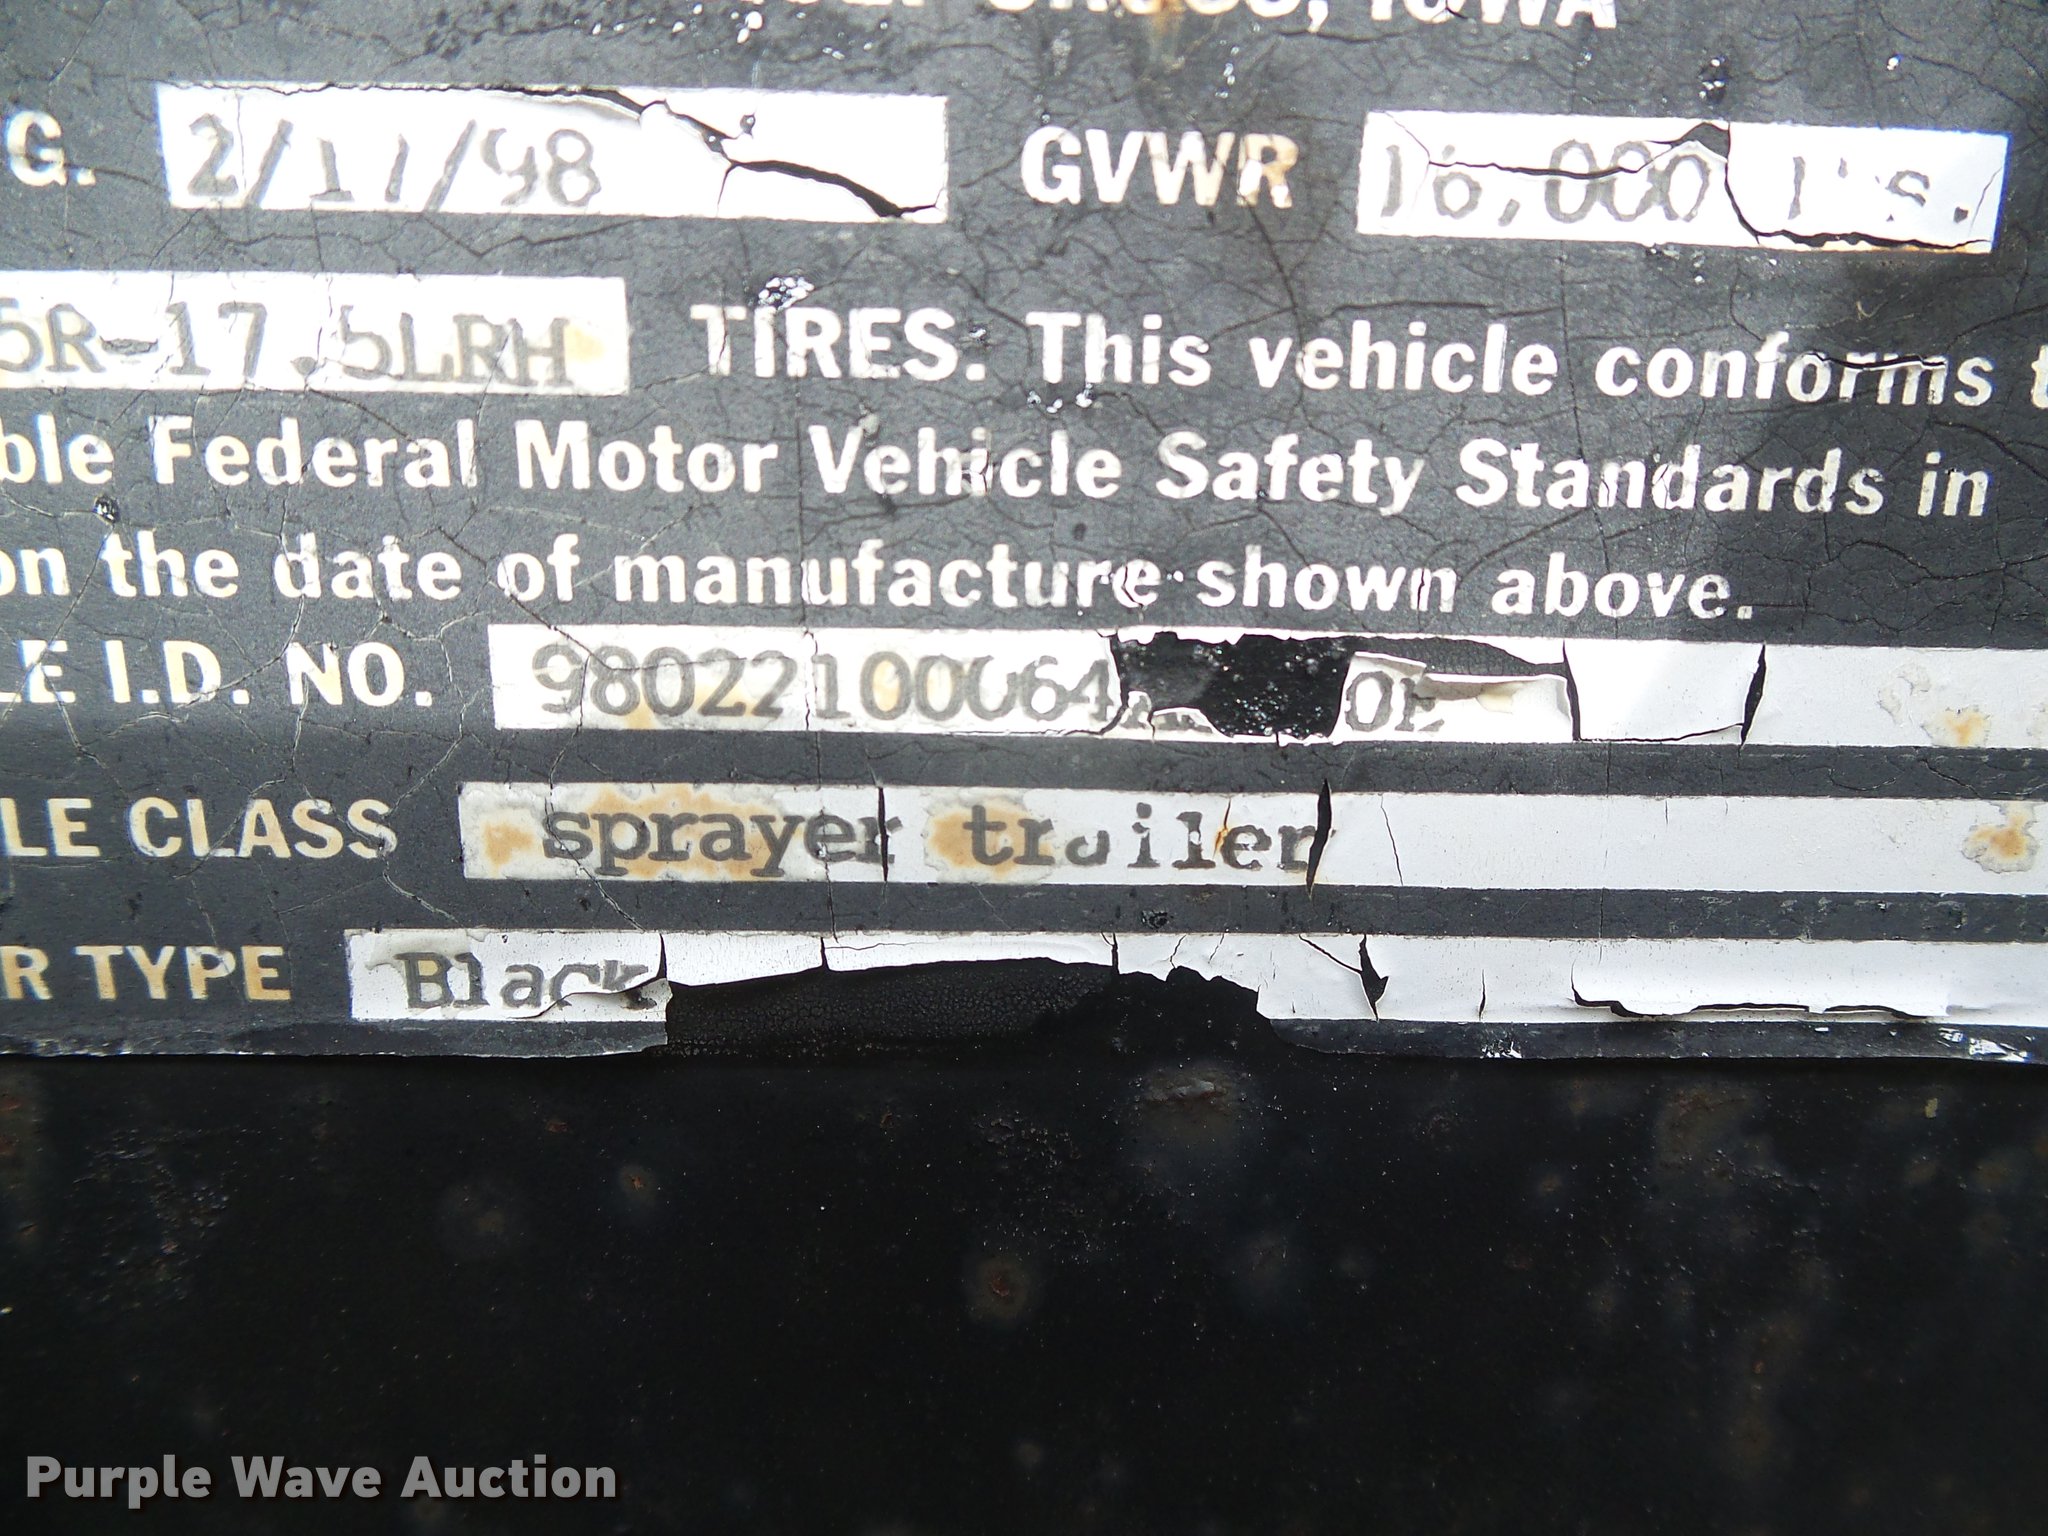 IOWA
G. 2/17/98 GVWR 16,000
5R-17.5LRH TIRES. This vehicle conforms
ble Federal Motor Vehicle Safety Standards in
on the date of manufacture shown above.
LE I.D. NO. 98022100064
LE CLASS sprayer trailer
R TYPE Black
Purple Wave Auction